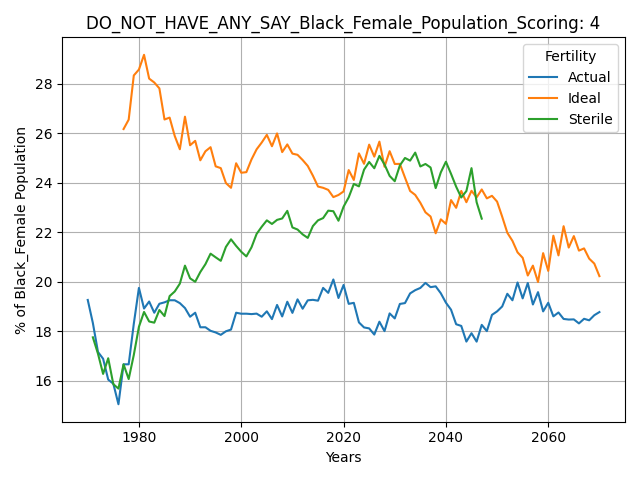 DO_NOT_HAVE_ANY_SAY_Black_Female_Population_Scoring: 4
Fertility
Actual
Ideal
Sterile
% of Black_Female Population
28
26
24
22
20
18
16
1980
2000
2020
2040
2060
Years